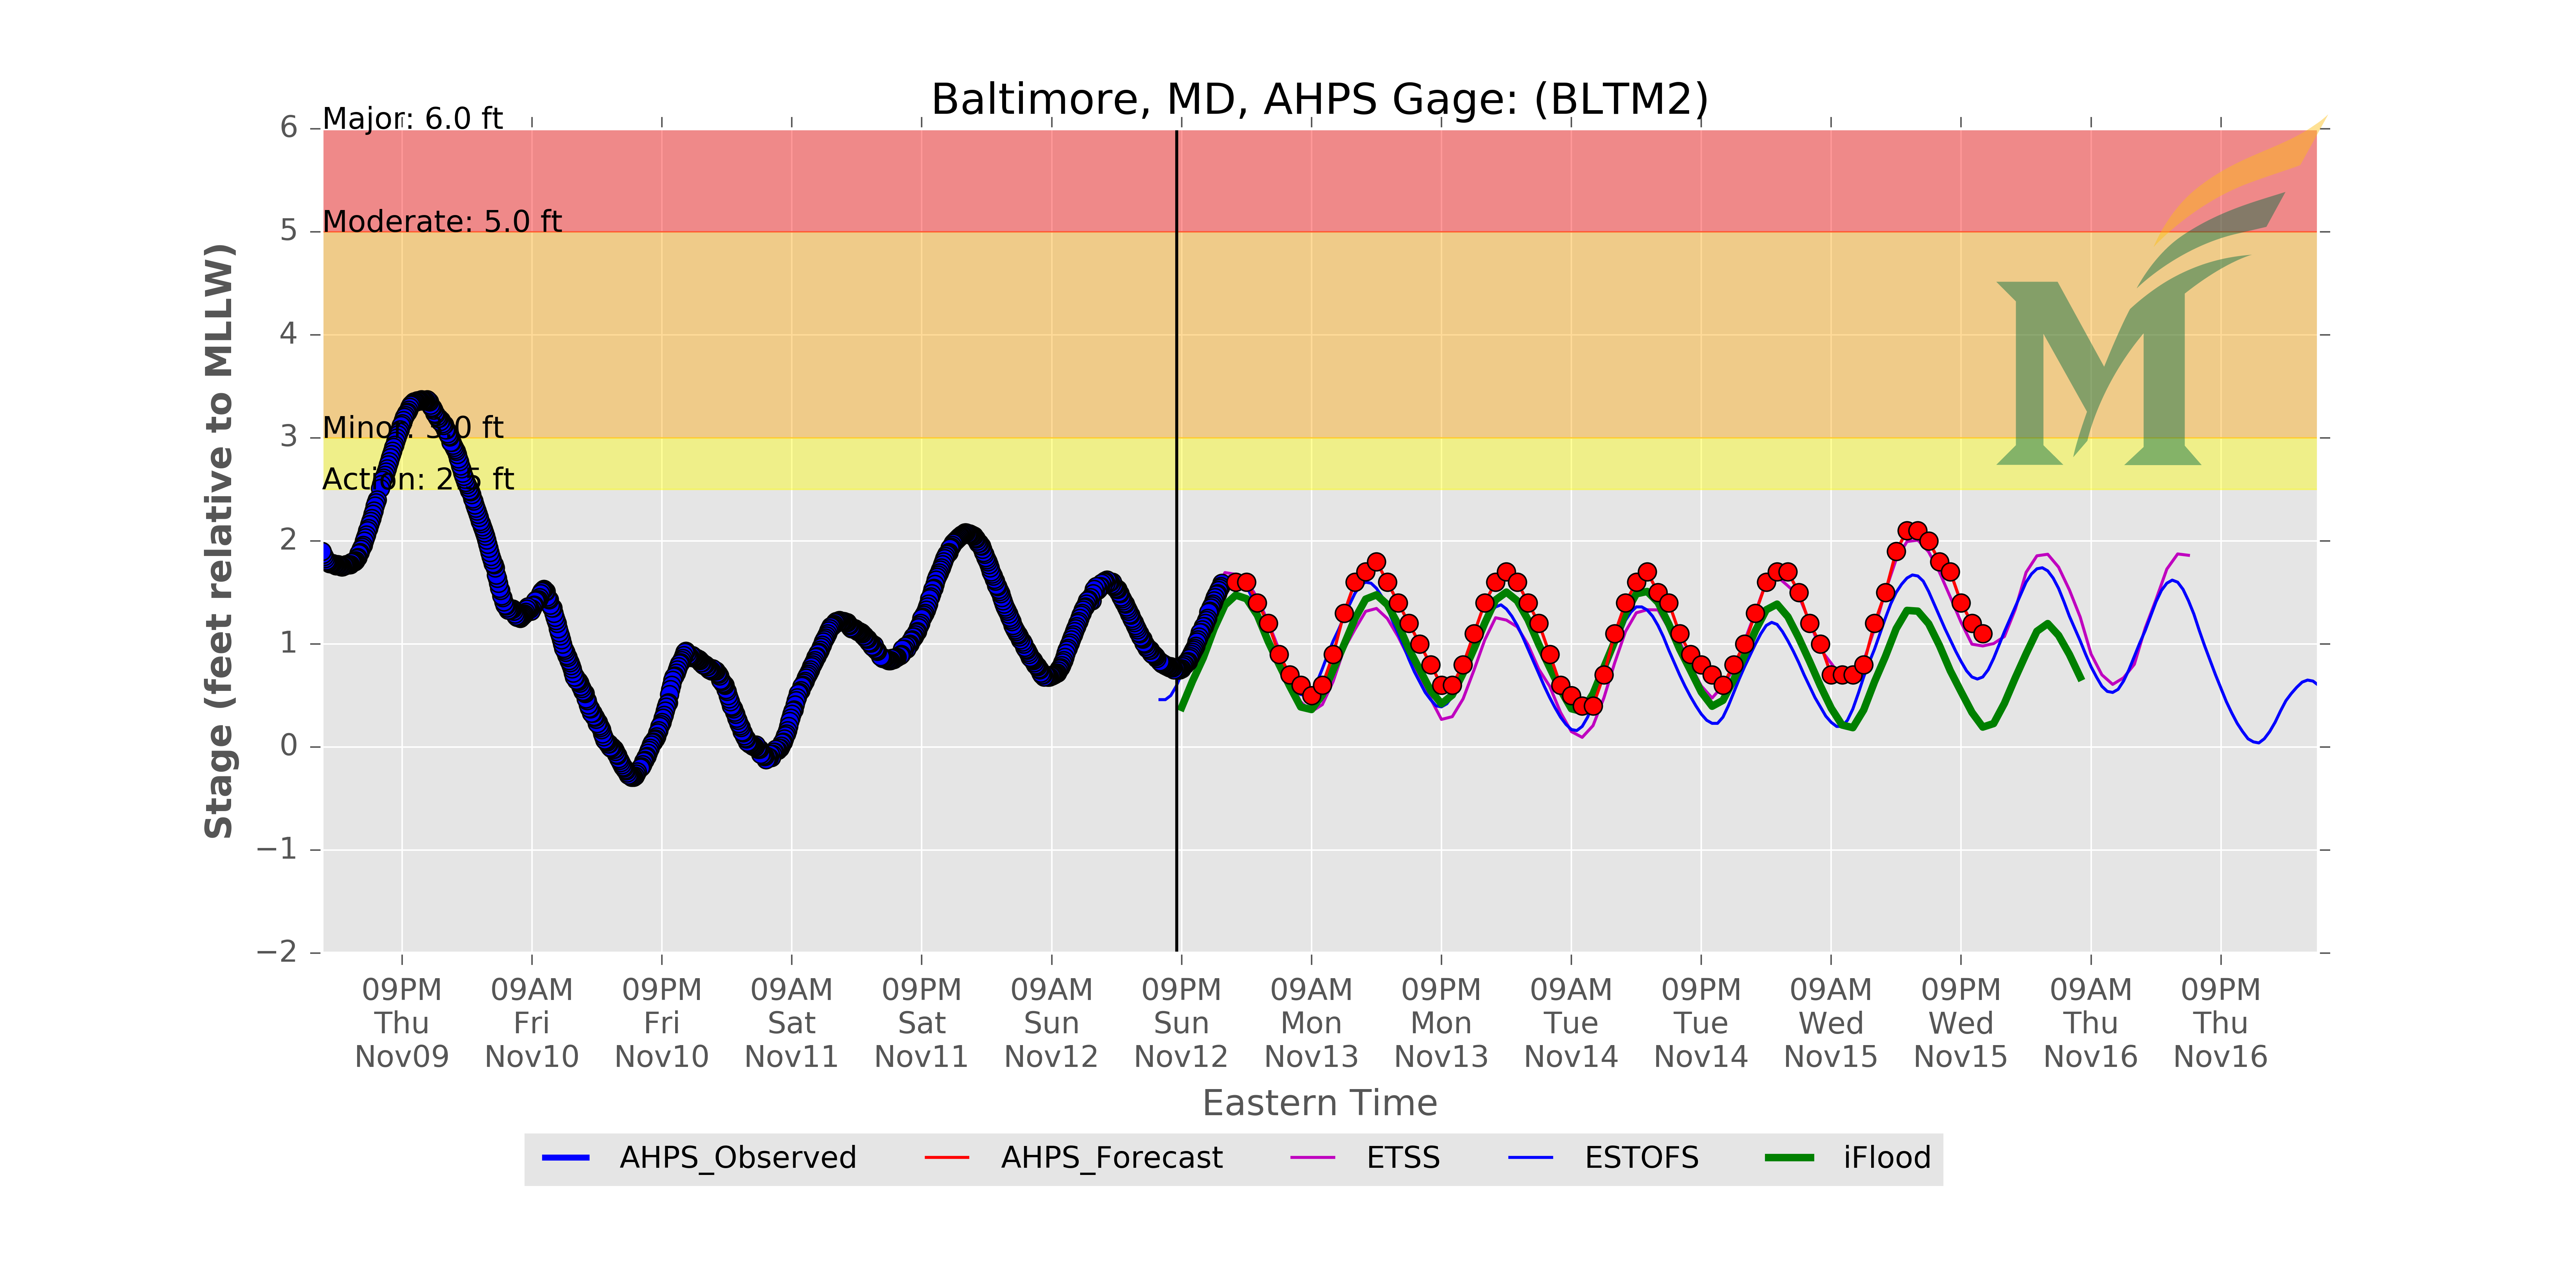 Baltimore, MD, AHPS Gage: (BLTM2)
Major: 6.0 ft
Moderate: 5.0 ft
Minor: 3.0 ft
Action: 2.5 ft
Stage (feet relative to MLLW)
6
5
4
3
2
1
0
−1
−2
09PM 09AM 09PM 09AM 09PM 09AM 09PM 09AM 09PM 09AM 09PM 09AM 09PM 09AM 09PM
Thu Fri Fri Sat Sat Sun Sun Mon Mon Tue Tue Wed Wed Thu Thu
Nov09 Nov10 Nov10 Nov11 Nov11 Nov12 Nov12 Nov13 Nov13 Nov14 Nov14 Nov15 Nov15 Nov16 Nov16
Eastern Time
AHPS_Observed AHPS_Forecast ETSS ESTOFS iFlood
M